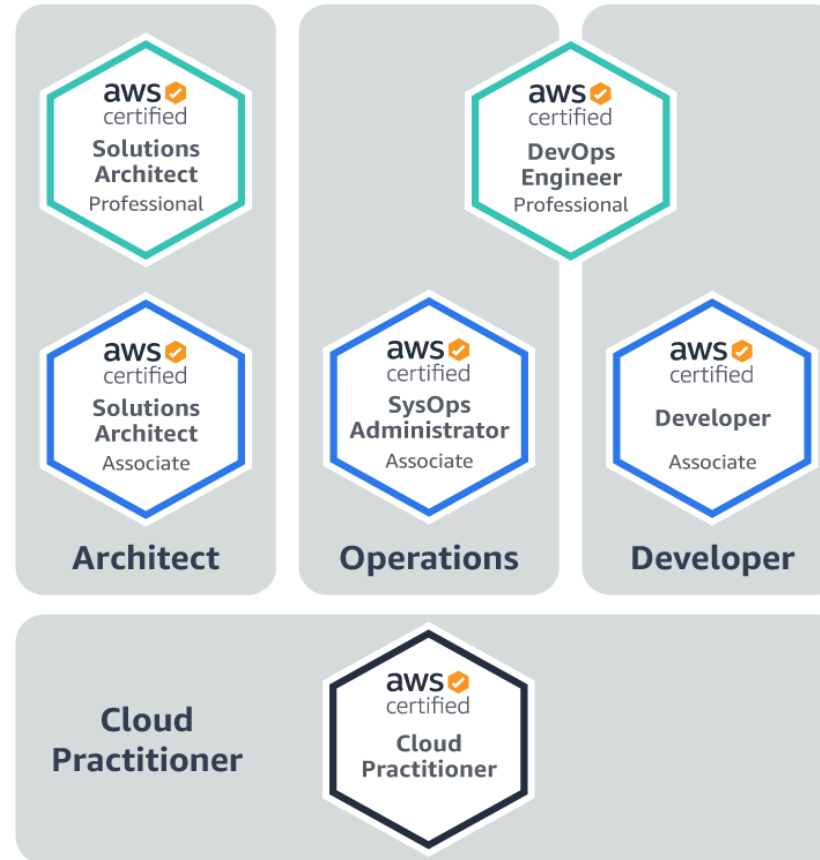 aws
certified
Solutions
Architect
Professional
aws
certified
DevOps
Engineer
Professional
aws
certified
Solutions
Architect
Associate
aws
certified
SysOps
Administrator
Associate
aws
certified
Developer
Associate
Architect
Operations
Developer
Cloud
Practitioner
aws
certified
Cloud
Practitioner